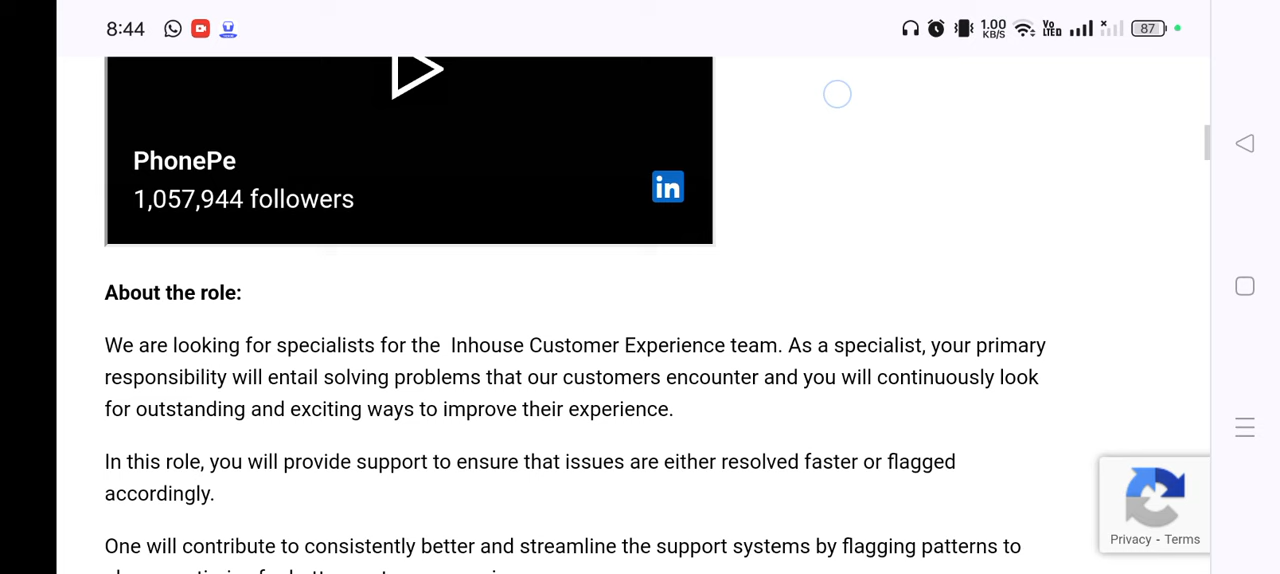 8:44
1.00 KB/S
Vo LTE
87
PhonePe
1,057,944 followers
in
About the role:
We are looking for specialists for the Inhouse Customer Experience team. As a specialist, your primary
responsibility will entail solving problems that our customers encounter and you will continuously look
for outstanding and exciting ways to improve their experience.
In this role, you will provide support to ensure that issues are either resolved faster or flagged
accordingly.
One will contribute to consistently better and streamline the support systems by flagging patterns to
Privacy - Terms